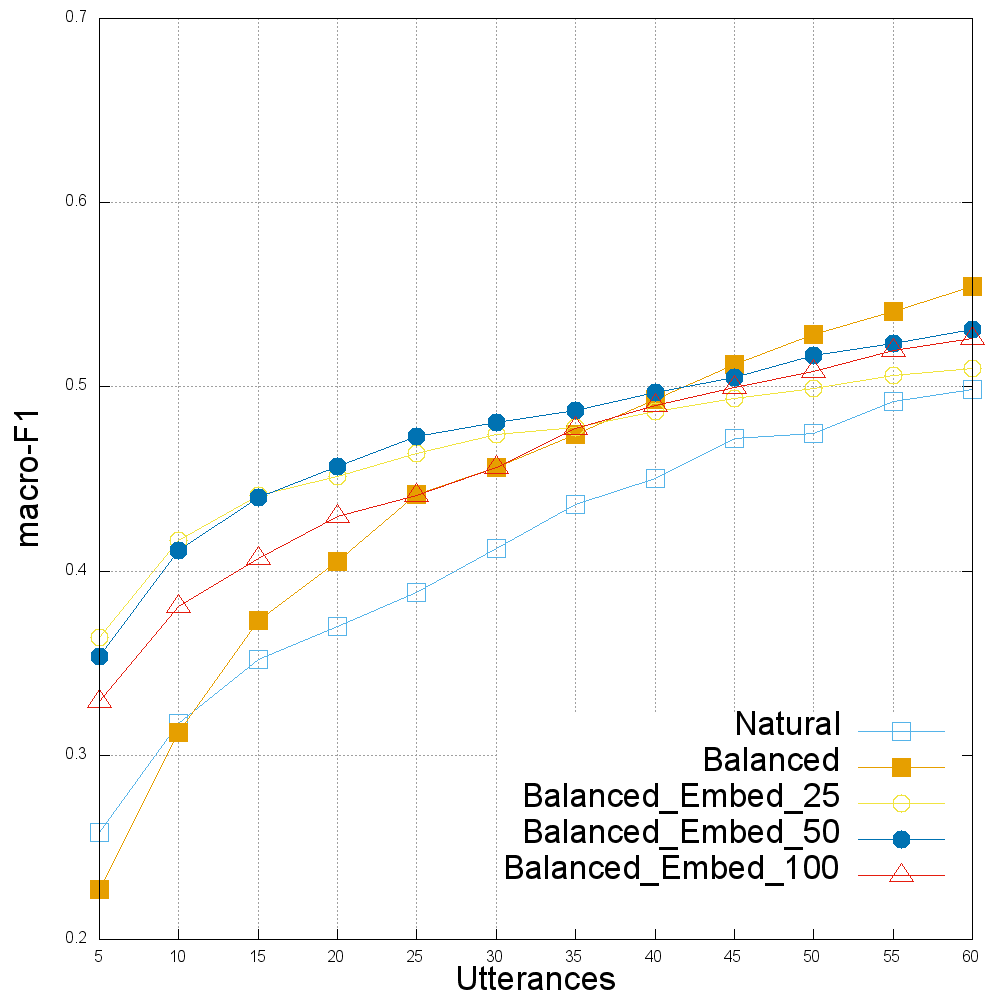 0.7
0.6
0.5
0.4
0.3
0.2
macro-F1
Natural
Balanced
Balanced_Embed_25
Balanced_Embed_50
Balanced_Embed_100
5 10 15 20 25 30 35 40 45 50 55 60
Utterances